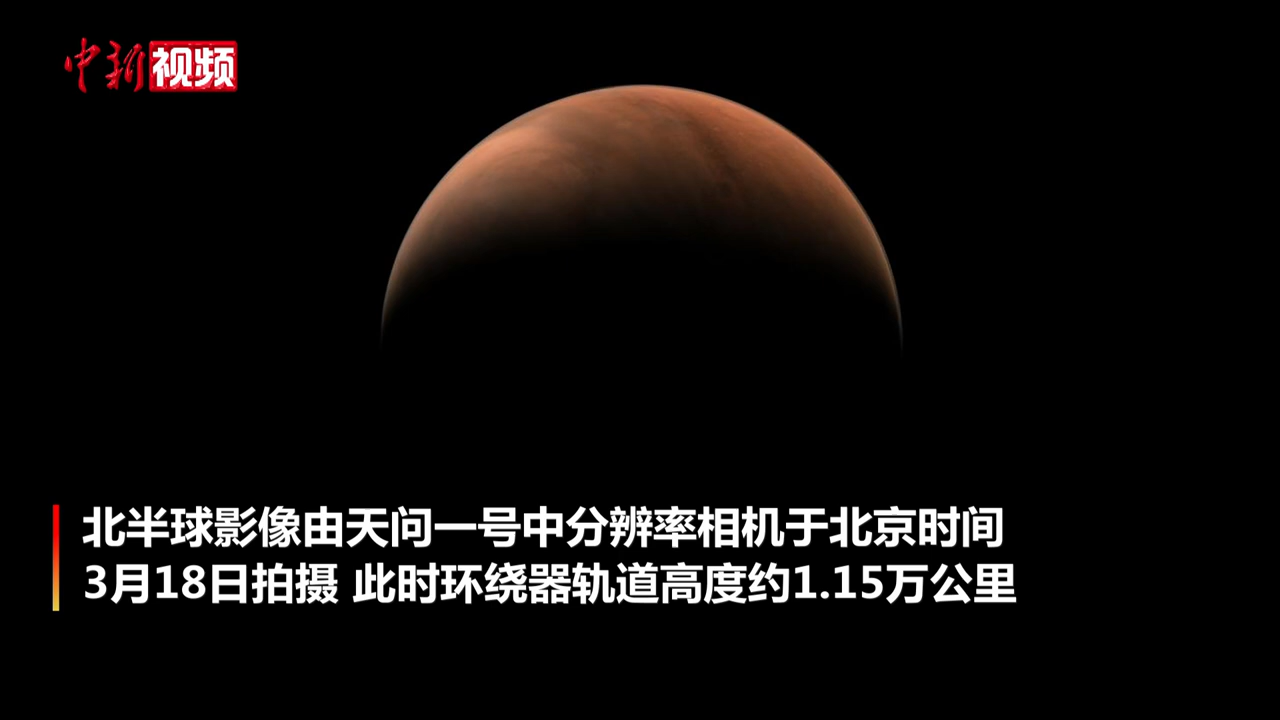 中新视频
北半球影像由天问一号中分辨率相机于北京时间
3月18日拍摄 此时环绕器轨道高度约1.15万公里